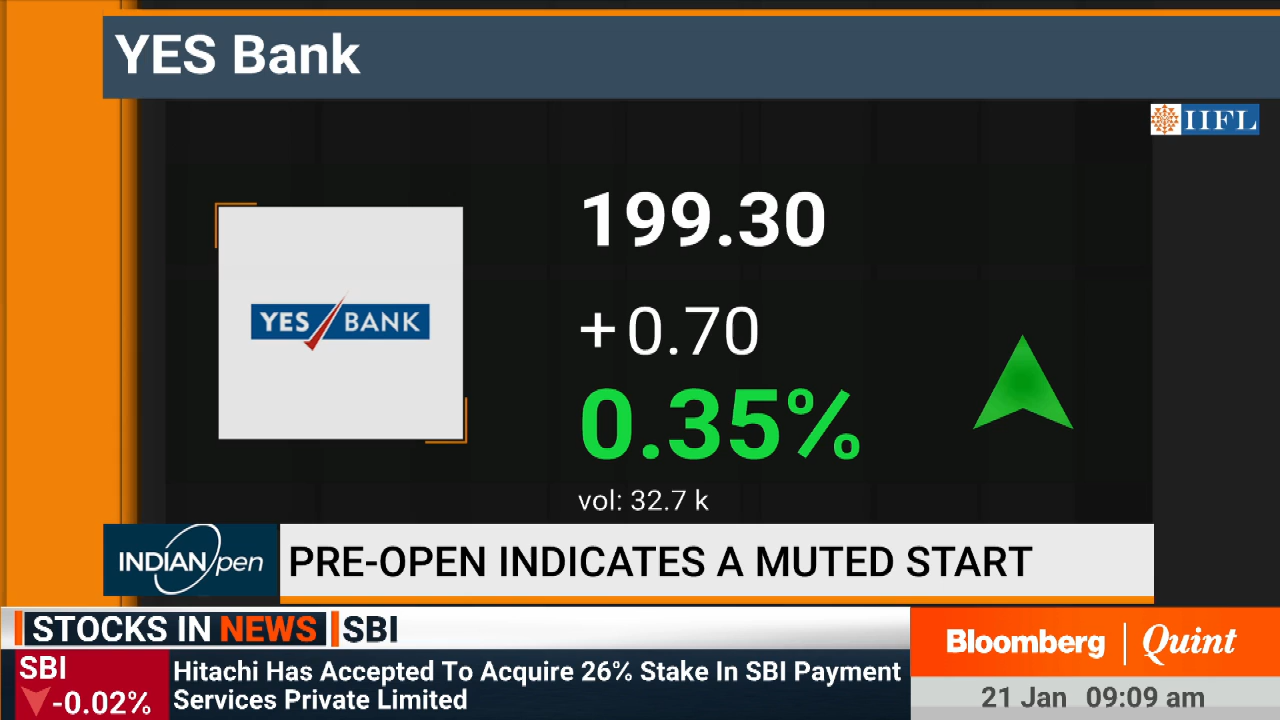 YES Bank
IIFL
199.30
YES BANK
+0.70
0.35%
vol: 32.7 k
INDIAN Open
PRE-OPEN INDICATES A MUTED START
STOCKS IN NEWS SBI
SBI
-0.02%
Hitachi Has Accepted To Acquire 26% Stake In SBI Payment
Services Private Limited
Bloomberg | Quint
21 Jan 09:09 am